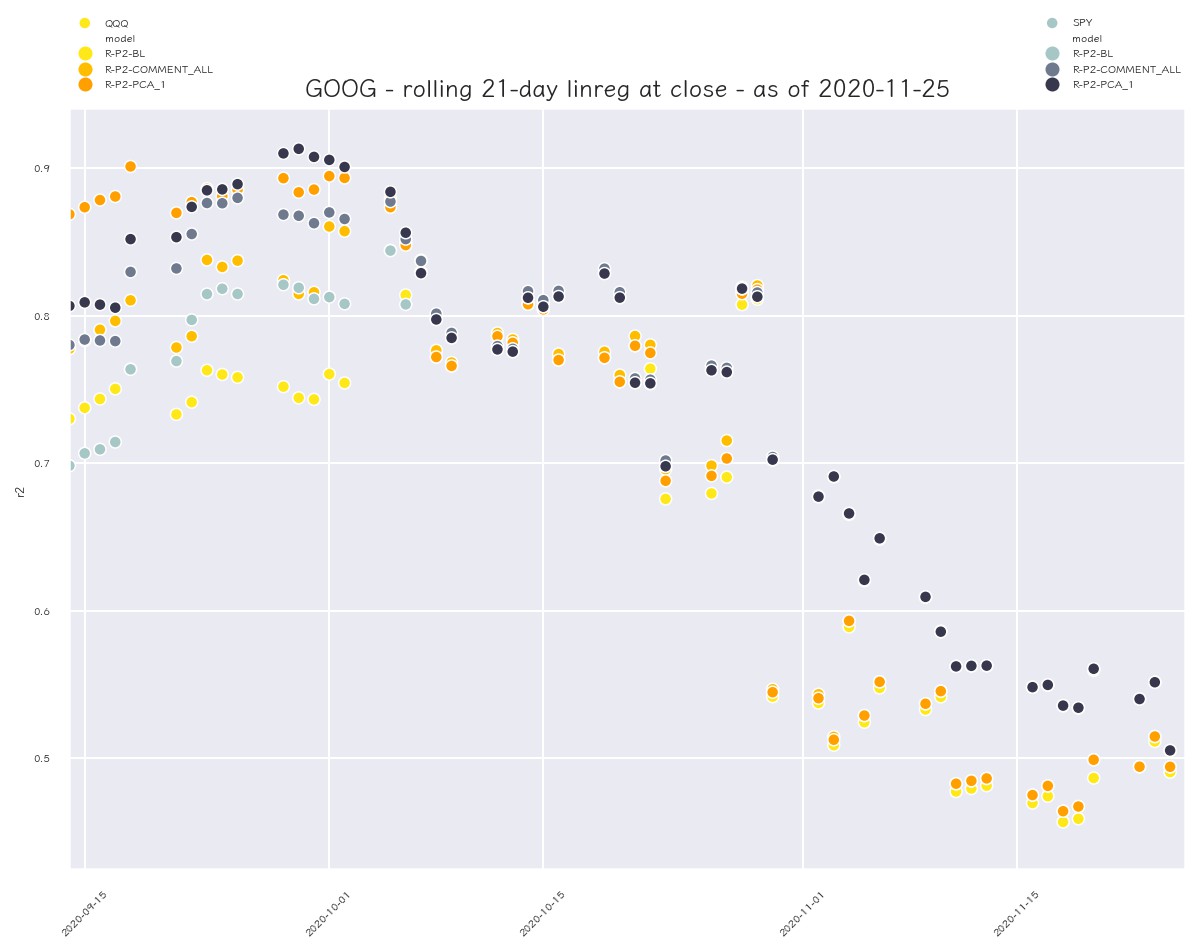 QQQ
model
R-P2-BL
R-P2-COMMENT_ALL
R-P2-PCA_1
SPY
model
R-P2-BL
R-P2-COMMENT_ALL
R-P2-PCA_1
GOOG - rolling 21-day linreg at close - as of 2020-11-25
0.9
0.8
0.7
0.6
0.5
r2
2020-09-15
2020-10-01
2020-10-15
2020-11-01
2020-11-15